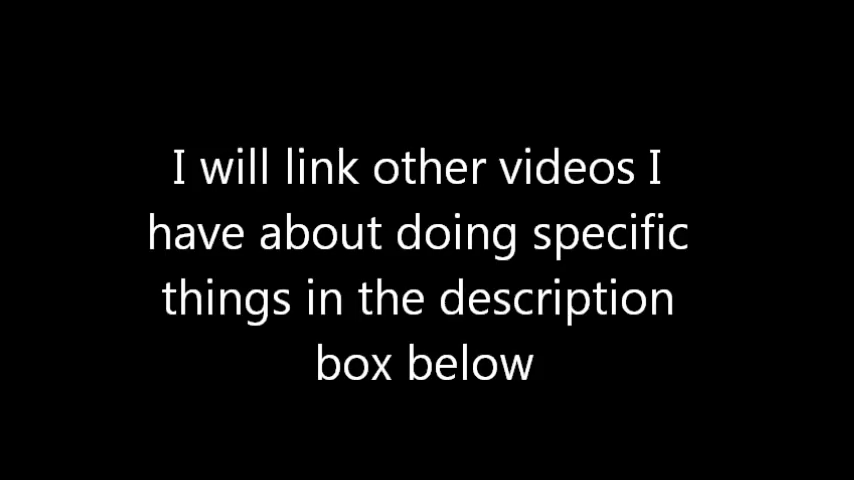 I will link other videos I
have about doing specific
things in the description
box below